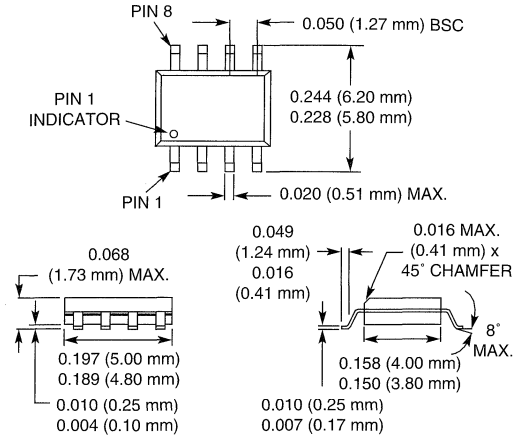 PIN 8
0.050 (1.27 mm) BSC
0.244 (6.20 mm)
0.228 (5.80 mm)
PIN 1
INDICATOR
PIN 1
0.020 (0.51 mm) MAX.
0.068
(1.73 mm) MAX.
0.197 (5.00 mm)
0.189 (4.80 mm)
0.010 (0.25 mm)
0.004 (0.10 mm)
0.049
(1.24 mm)
0.016
(0.41 mm)
0.016 MAX.
(0.41 mm) x
45° CHAMFER
8°
MAX.
0.158 (4.00 mm)
0.150 (3.80 mm)
0.010 (0.25 mm)
0.007 (0.17 mm)